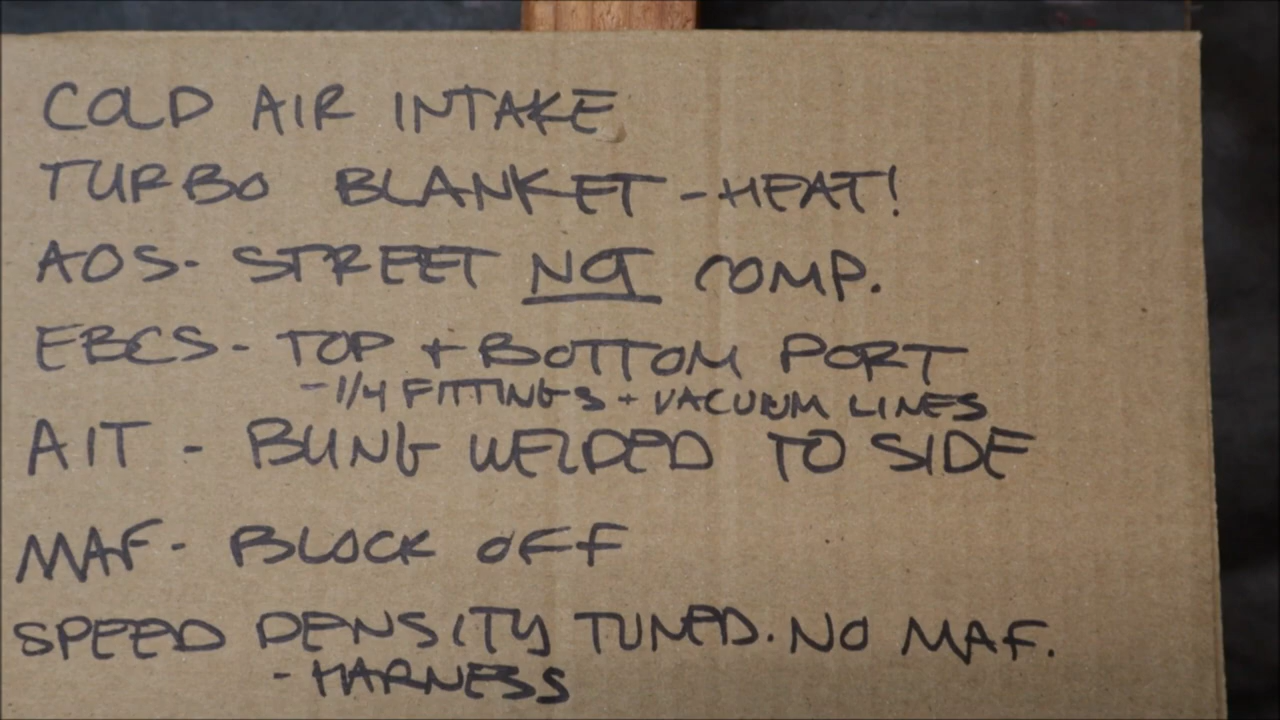 COLD AIR INTAKE
TURBO BLANKET - HEAT!
AOS- STREET NOT COMP.
EBCS - TOP + BOTTOM PORT
- 1/4 FITTINGS + VACUUM LINES
AIT - BUNG WELDED TO SIDE
MAF - BLOCK OFF
SPEED DENSITY TUNED. NO MAF.
- HARNESS